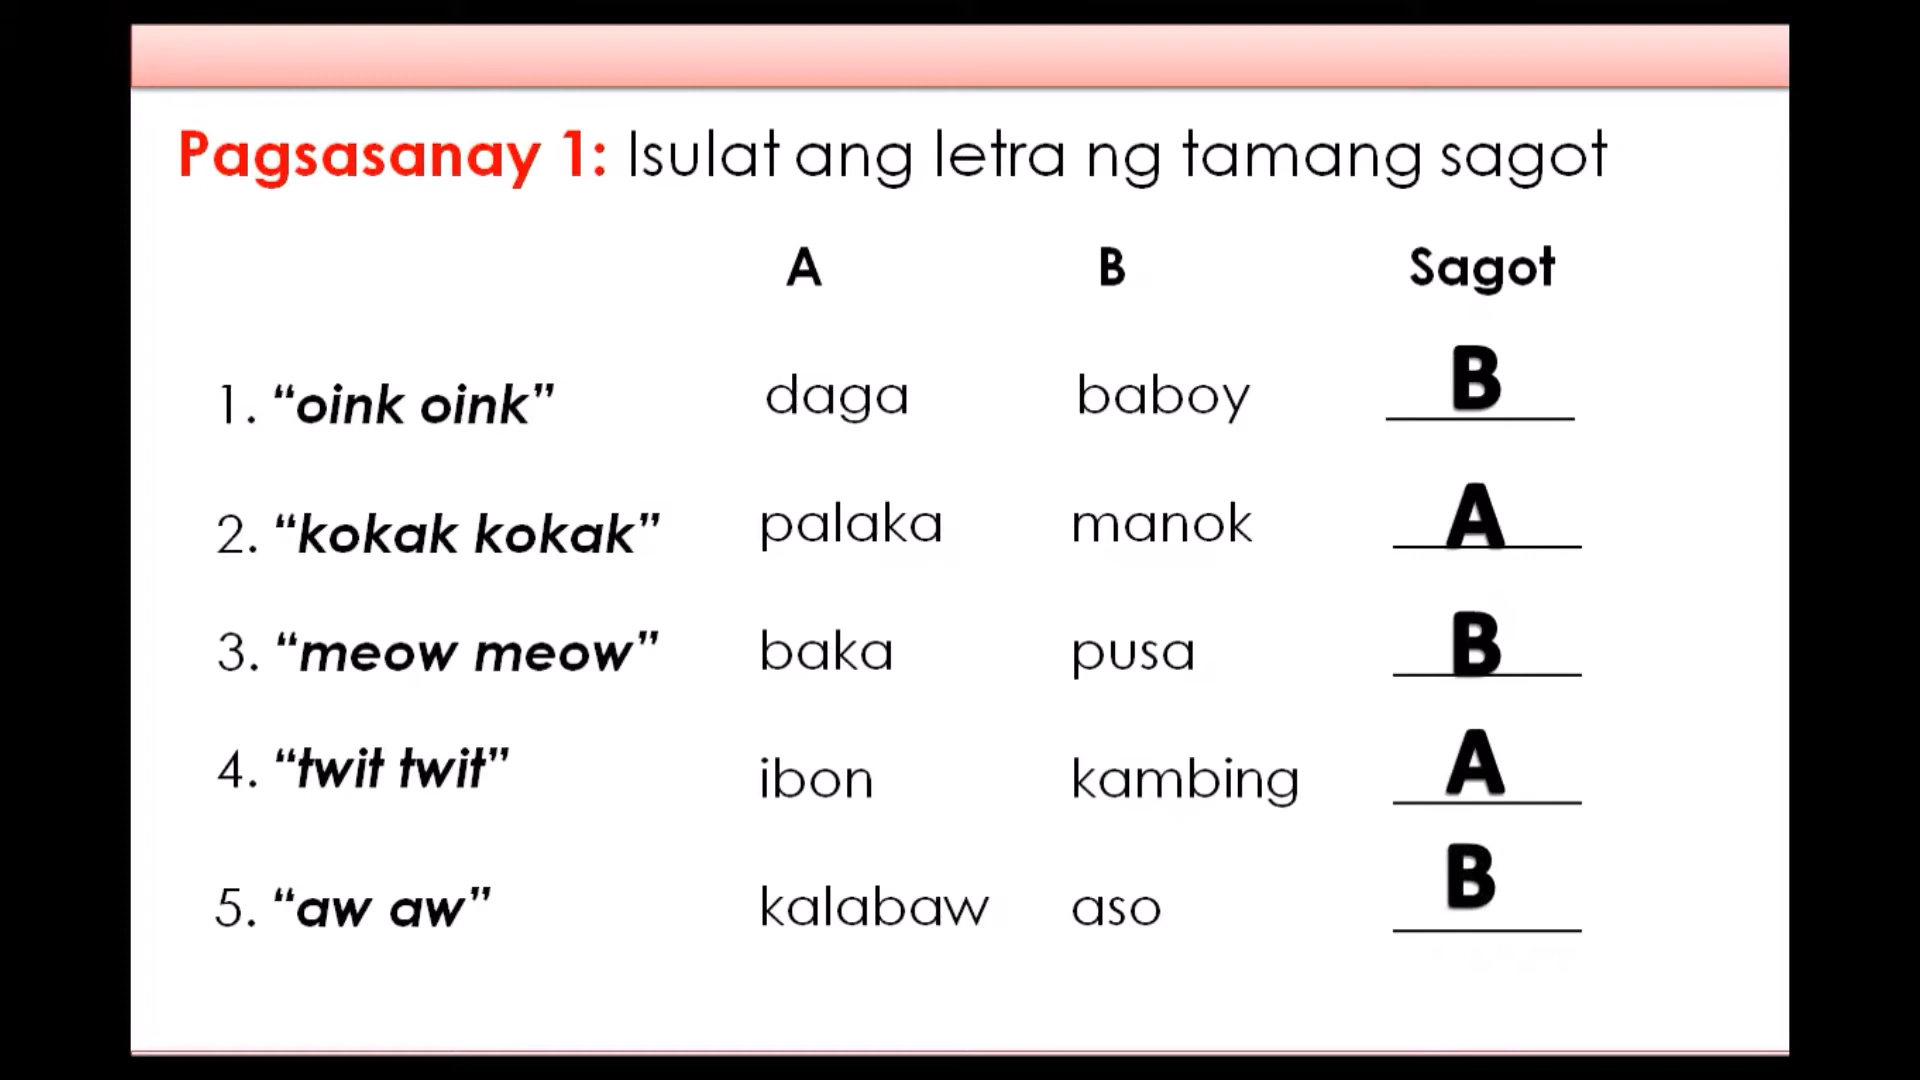 Pagsasanay 1: Isulat ang letra ng tamang sagot
A B Sagot
1. “oink oink” daga baboy B
2. “kokak kokak” palaka manok A
3. “meow meow” baka pusa B
4. “twit twit” ibon kambing A
5. “aw aw” kalabaw aso B